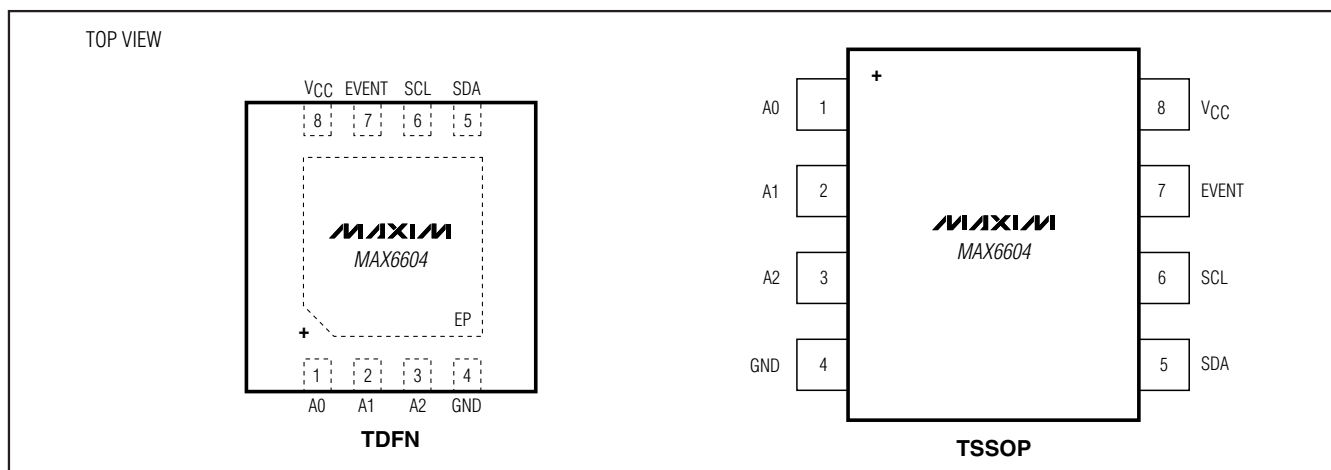 TOP VIEW
VCC EVENT SCL SDA
8 7 6 5
MAXIM
MAX6604
EP
+
1 2 3 4
A0 A1 A2 GND
TDFN
+
A0 1 8 VCC
A1 2 7 EVENT
MAXIM
MAX6604
A2 3 6 SCL
GND 4 5 SDA
TSSOP